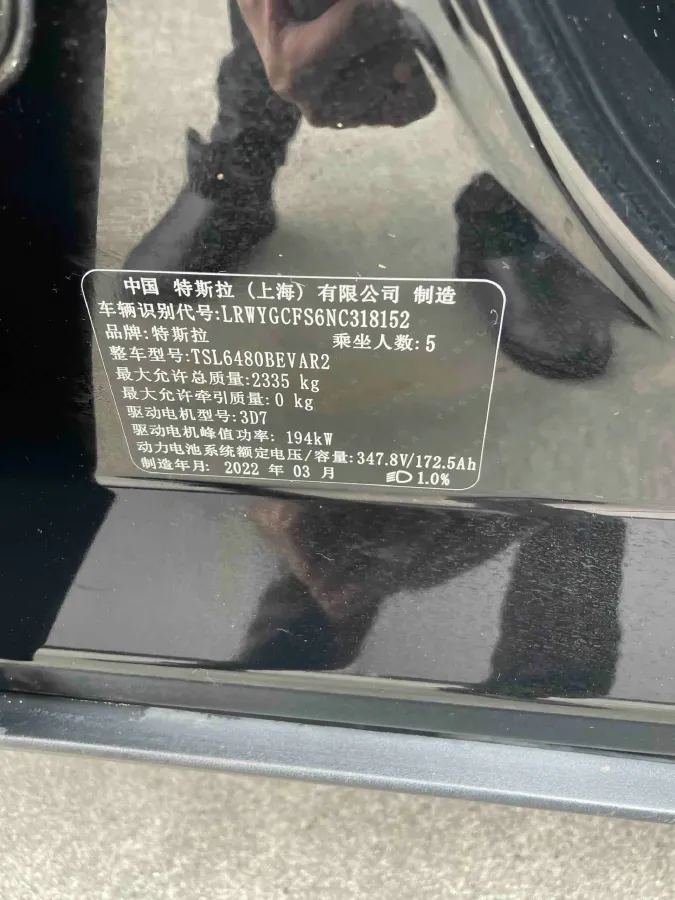 中国 特斯拉（上海）有限公司 制造
车辆识别代号:LRWYGCFS6NC318152
品牌:特斯拉 乘坐人数:5
整车型号:TSL6480BEVAR2
最大允许总质量:2335 kg
最大允许牵引质量:0 kg
驱动电机型号:3D7
驱动电机峰值功率: 194kW
动力电池系统额定电压/容量:347.8V/172.5Ah
制造年月: 2022 年 03 月 1.0%